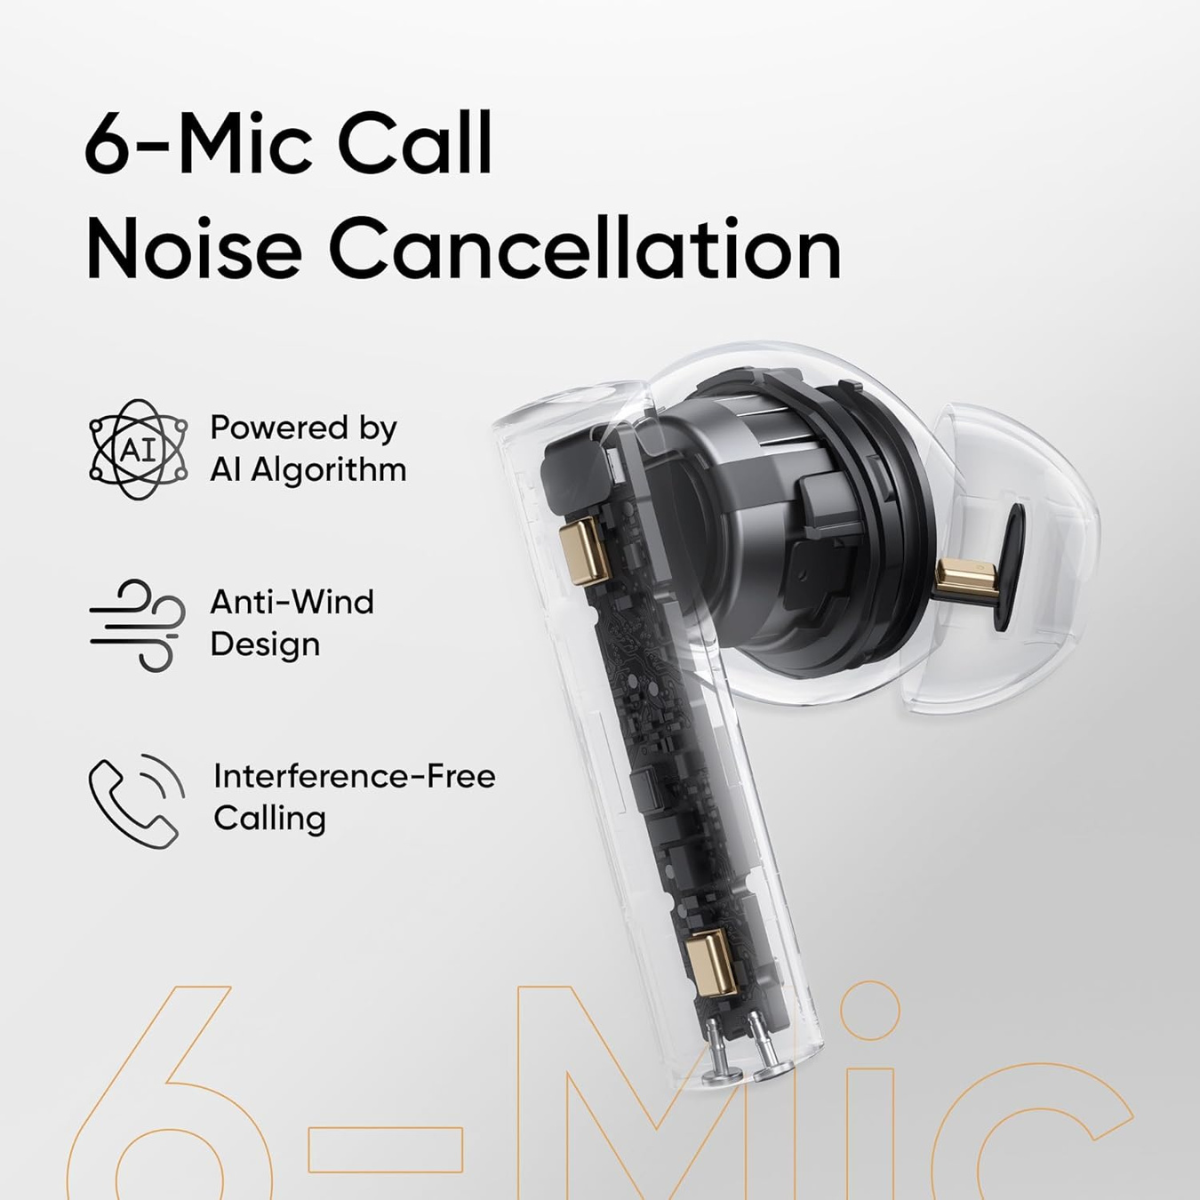 6-Mic Call
Noise Cancellation
AI
Powered by
AI Algorithm
Anti-Wind
Design
Interference-Free
Calling
6-Mic